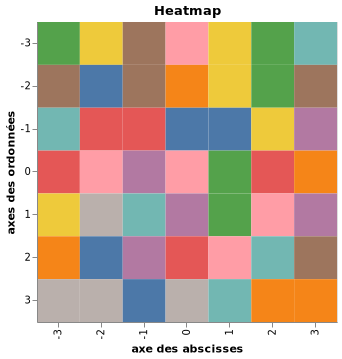 Heatmap
axes des ordonnées
-3
-2
-1
0
1
2
3
-3 -2 -1 0 1 2 3
axe des abscisses